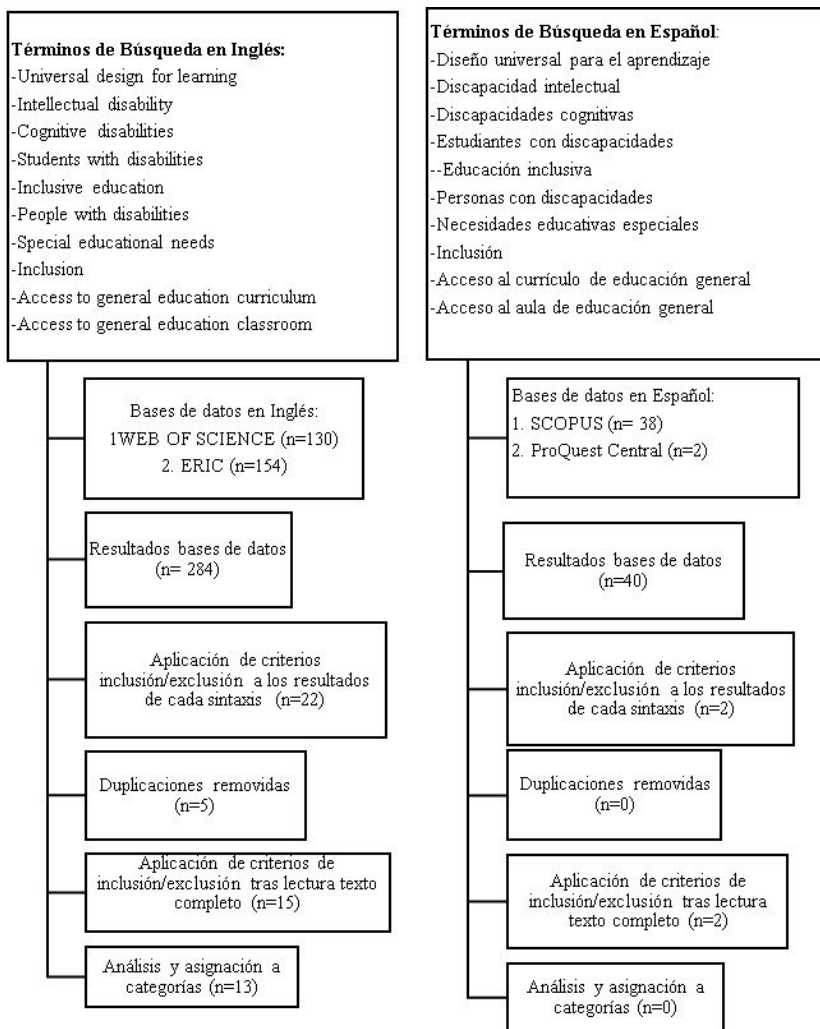 Términos de Búsqueda en Inglés:
-Universal design for learning
-Intellectual disability
-Cognitive disabilities
-Students with disabilities
-Inclusive education
-People with disabilities
-Special educational needs
-Inclusion
-Access to general education curriculum
-Access to general education classroom
Bases de datos en Inglés:
1WEB OF SCIENCE (n=130)
2. ERIC (n=154)
Resultados bases de datos
(n= 284)
Aplicación de criterios
inclusión/exclusión a los resultados
de cada sintaxis (n=22)
Duplicaciones removidas
(n=5)
Aplicación de criterios de
inclusión/exclusión tras lectura texto
completo (n=15)
Análisis y asignación a
categorías (n=13)
Términos de Búsqueda en Español:
-Diseño universal para el aprendizaje
-Discapacidad intelectual
-Discapacidades cognitivas
-Estudiantes con discapacidades
--Educación inclusiva
-Personas con discapacidades
-Necesidades educativas especiales
-Inclusión
-Acceso al currículo de educación general
-Acceso al aula de educación general
Bases de datos en Español:
1. SCOPUS (n= 38)
2. ProQuest Central (n=2)
Resultados bases de datos
(n=40)
Aplicación de criterios
inclusión/exclusión a los resultados
de cada sintaxis (n=2)
Duplicaciones removidas
(n=0)
Aplicación de criterios de
inclusión/exclusión tras lectura
texto completo (n=2)
Análisis y asignación a
categorías (n=0)